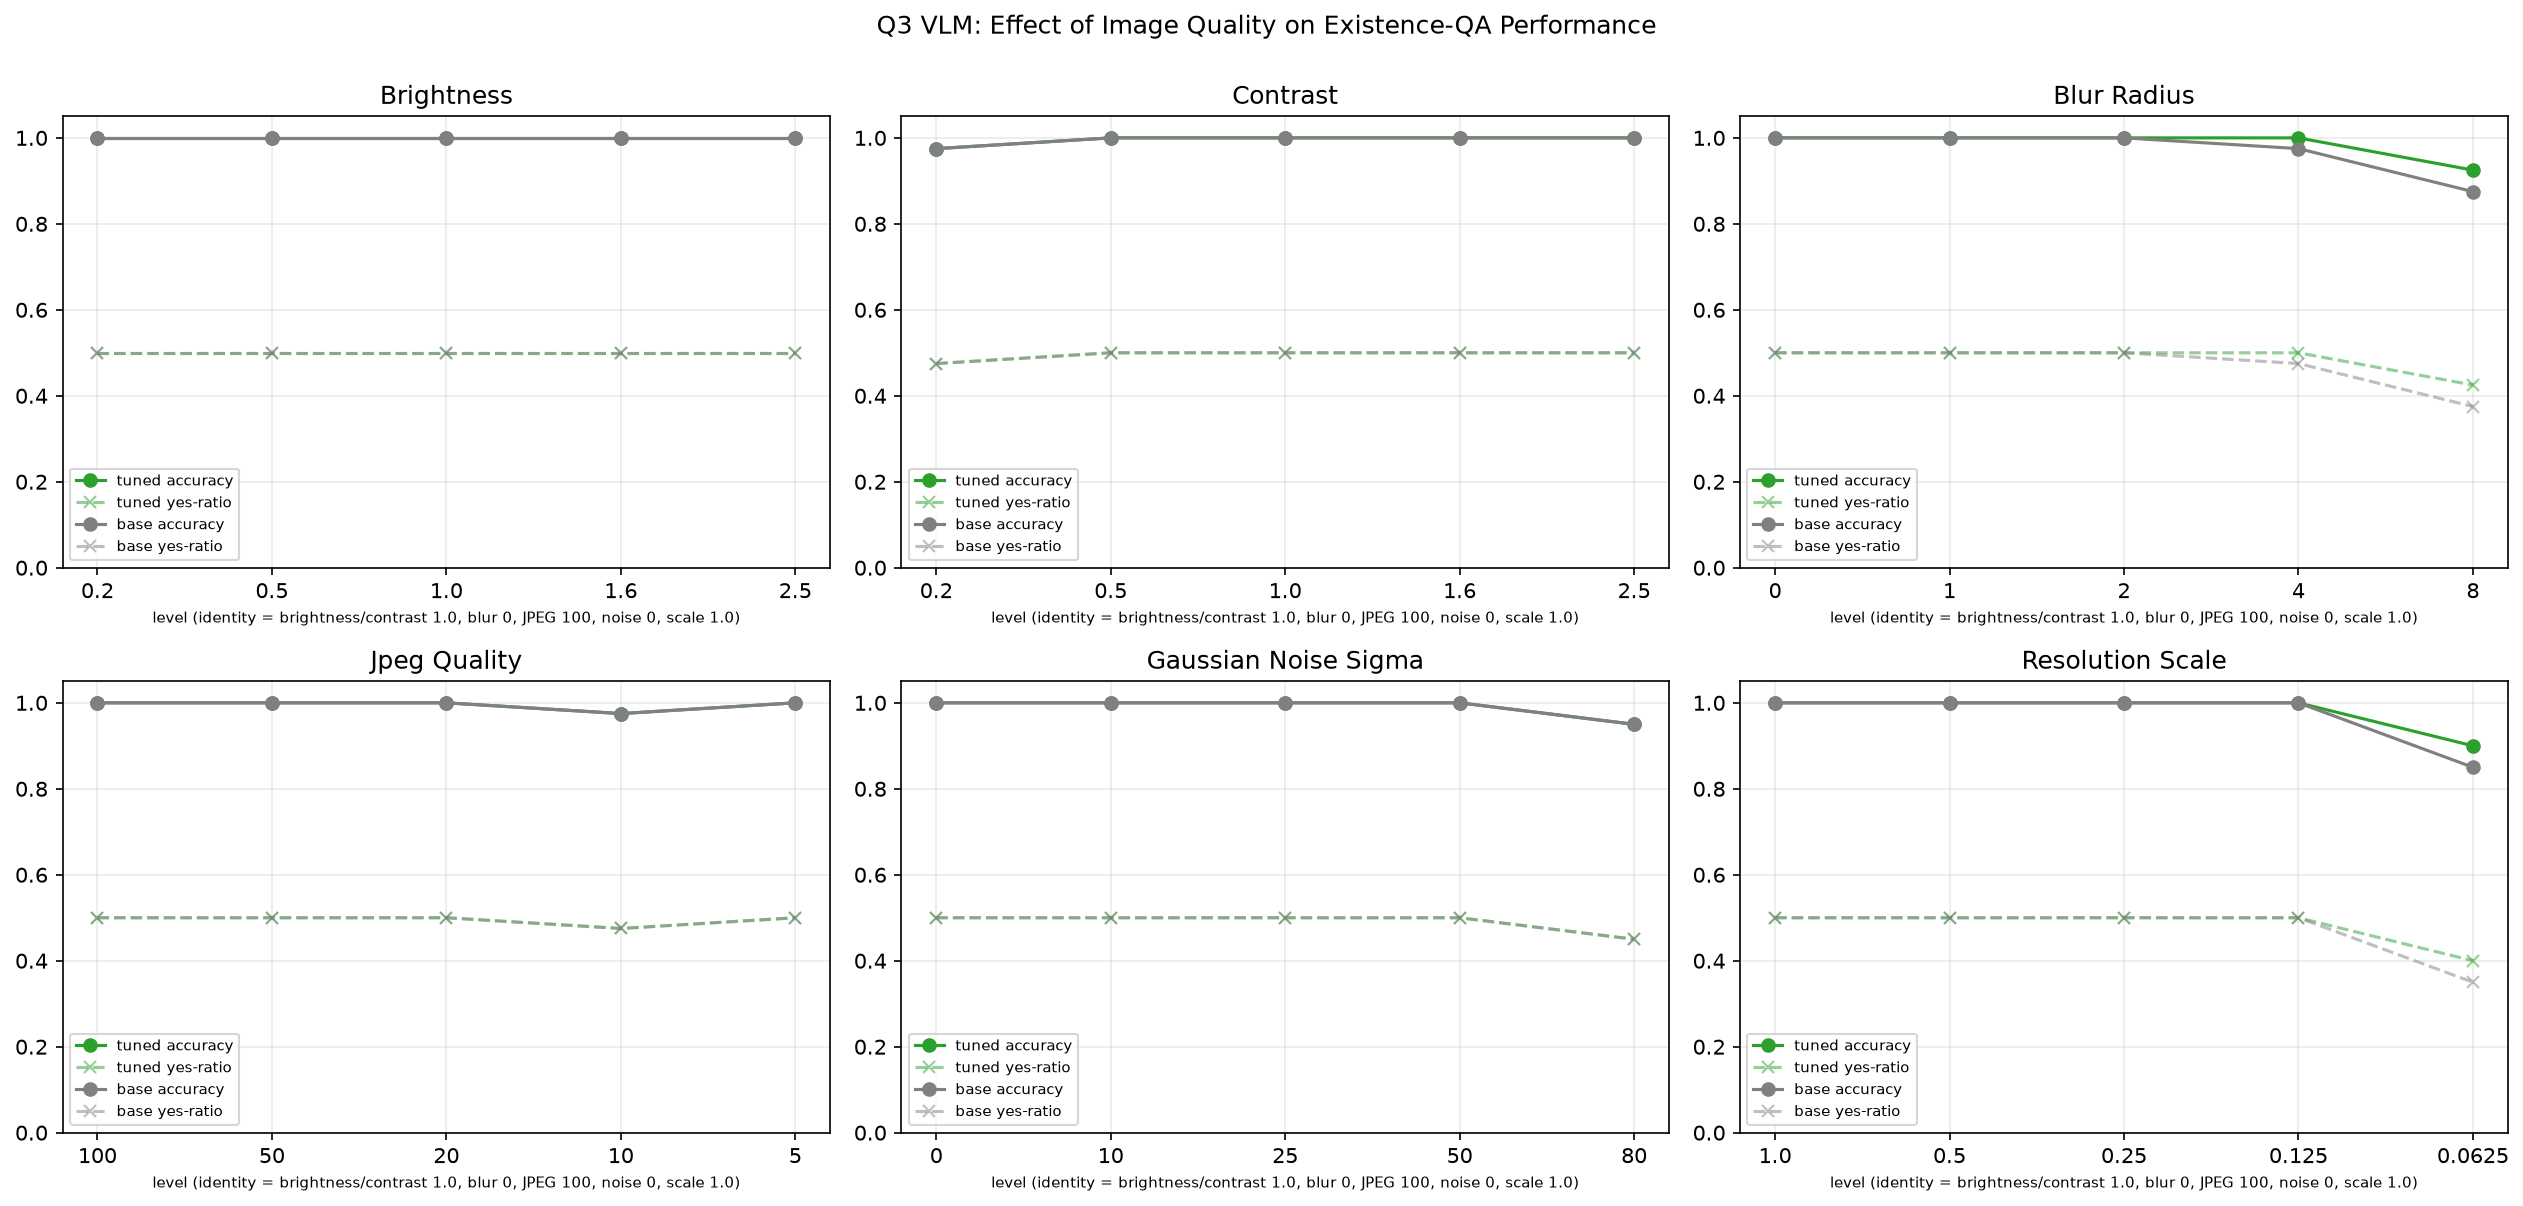 Q3 VLM: Effect of Image Quality on Existence-QA Performance
Brightness
1.0
0.8
0.6
0.4
0.2
0.0
tuned accuracy
tuned yes-ratio
base accuracy
base yes-ratio
0.2 0.5 1.0 1.6 2.5
level (identity = brightness/contrast 1.0, blur 0, JPEG 100, noise 0, scale 1.0)
Contrast
1.0
0.8
0.6
0.4
0.2
0.0
tuned accuracy
tuned yes-ratio
base accuracy
base yes-ratio
0.2 0.5 1.0 1.6 2.5
level (identity = brightness/contrast 1.0, blur 0, JPEG 100, noise 0, scale 1.0)
Blur Radius
1.0
0.8
0.6
0.4
0.2
0.0
tuned accuracy
tuned yes-ratio
base accuracy
base yes-ratio
0 1 2 4 8
level (identity = brightness/contrast 1.0, blur 0, JPEG 100, noise 0, scale 1.0)
Jpeg Quality
1.0
0.8
0.6
0.4
0.2
0.0
tuned accuracy
tuned yes-ratio
base accuracy
base yes-ratio
100 50 20 10 5
level (identity = brightness/contrast 1.0, blur 0, JPEG 100, noise 0, scale 1.0)
Gaussian Noise Sigma
1.0
0.8
0.6
0.4
0.2
0.0
tuned accuracy
tuned yes-ratio
base accuracy
base yes-ratio
0 10 25 50 80
level (identity = brightness/contrast 1.0, blur 0, JPEG 100, noise 0, scale 1.0)
Resolution Scale
1.0
0.8
0.6
0.4
0.2
0.0
tuned accuracy
tuned yes-ratio
base accuracy
base yes-ratio
1.0 0.5 0.25 0.125 0.0625
level (identity = brightness/contrast 1.0, blur 0, JPEG 100, noise 0, scale 1.0)